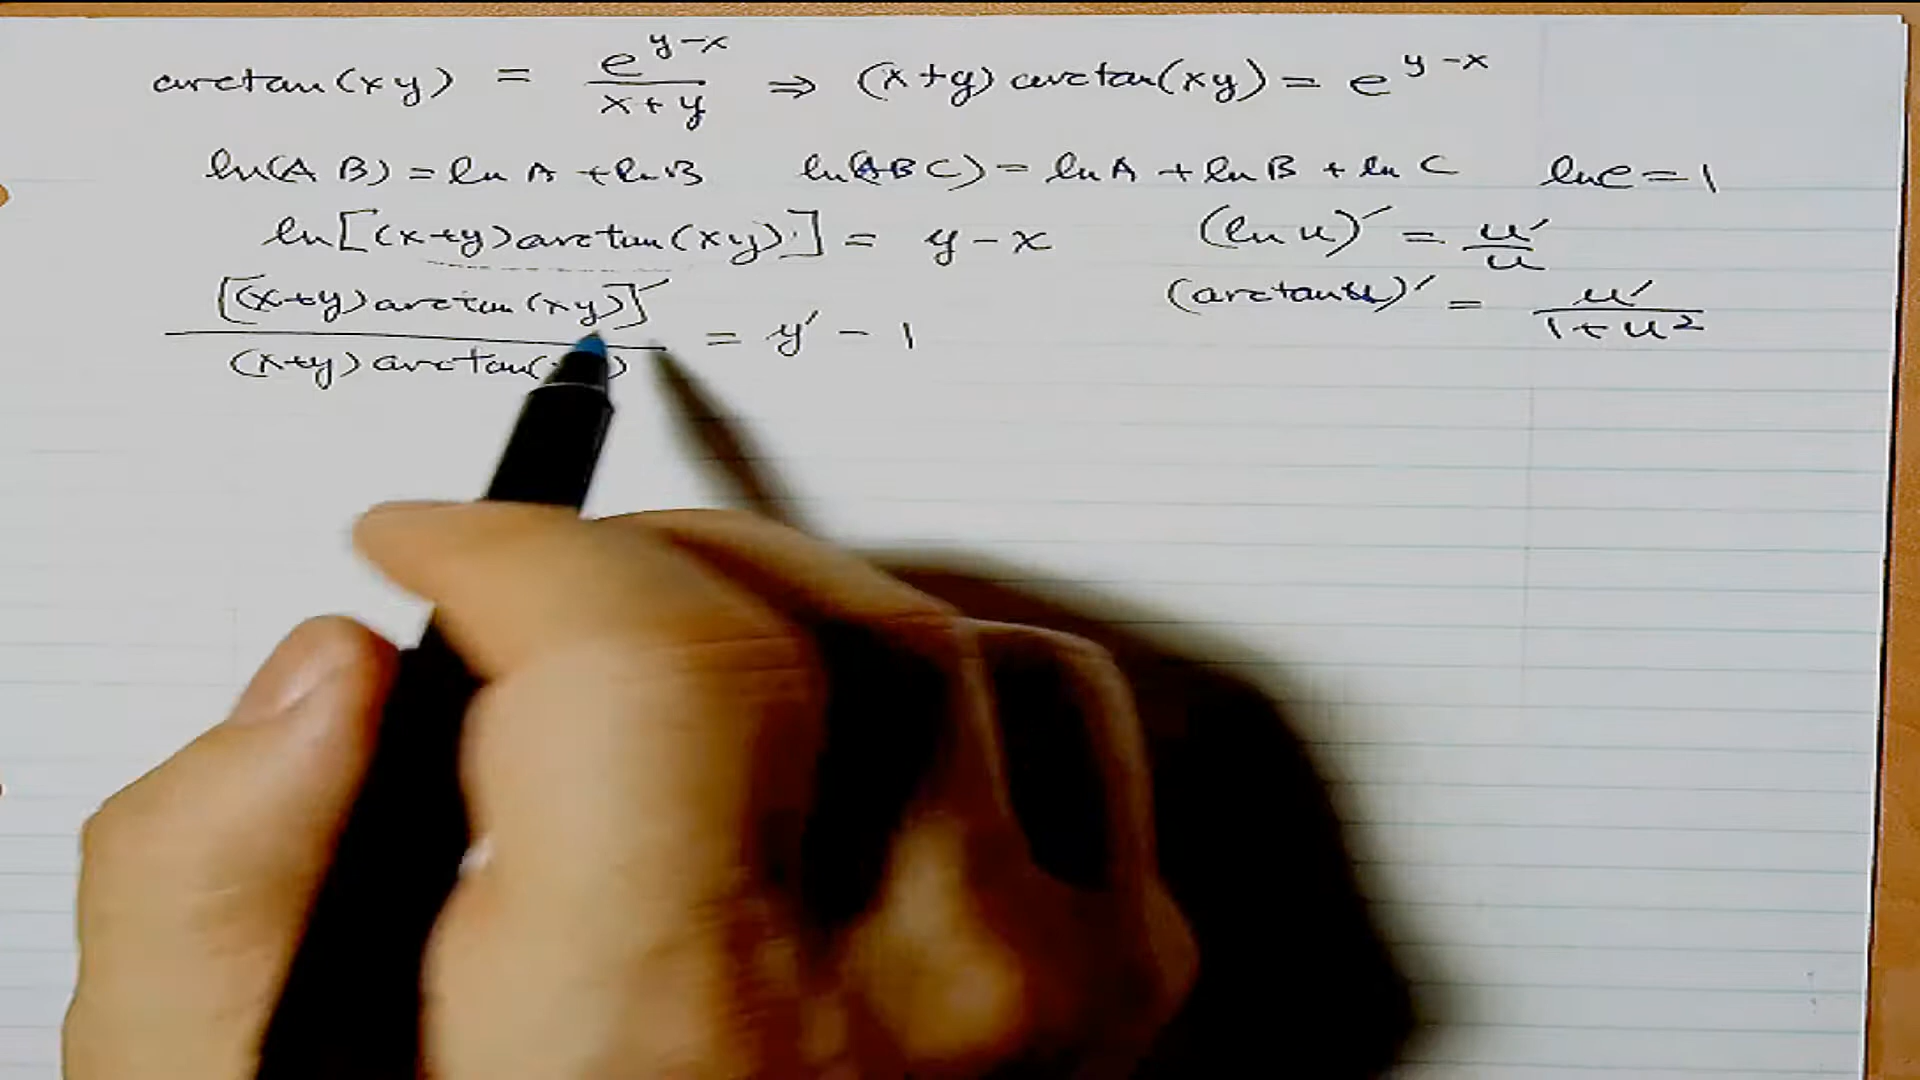 arctan(xy) = e^{y-x} / x+y ⇒ (x+y) arctan(xy) = e^{y-x}
ln(AB) = ln A + ln B ln(ABC) = ln A + ln B + ln C ln e = 1
ln[(x+y)arctan(xy)] = y - x (ln u)' = u' / u
[(x+y)arctan(xy)]' / (x+y)arctan( ) = y' - 1 (arctan u)' = u' / 1+u²